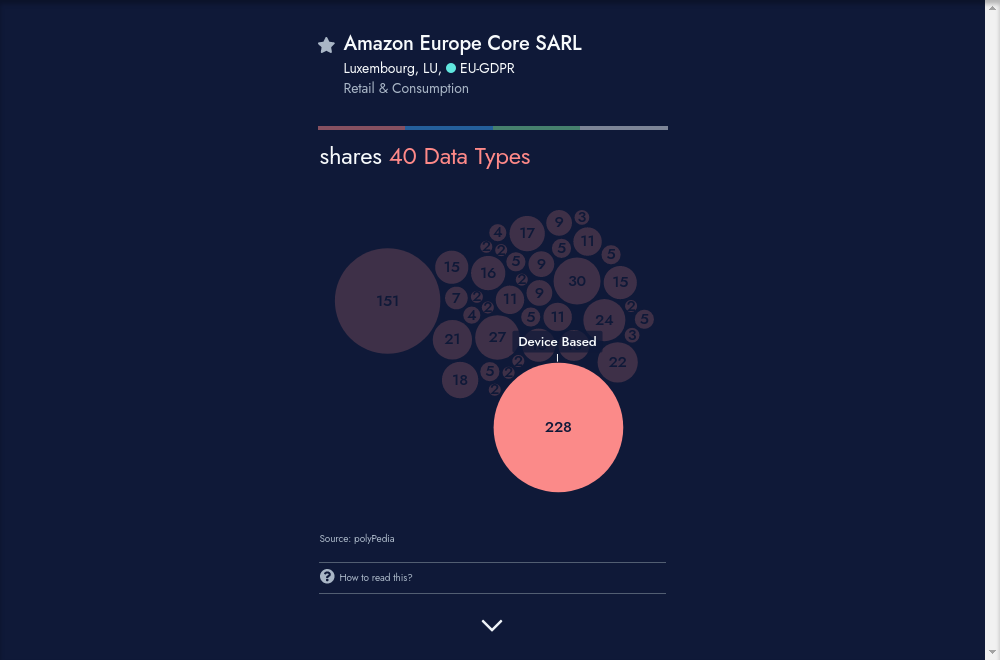 Amazon Europe Core SARL
Luxembourg, LU, EU-GDPR
Retail & Consumption
shares 40 Data Types
9 3
4 17
5 11
2 2 5 9 5
15 16 2 30 15
151 7 2 2 11 9 2
4 5 11 24 5
21 27 3
Device Based
2 22
18 5 2
2
228
Source: polyPedia
How to read this?